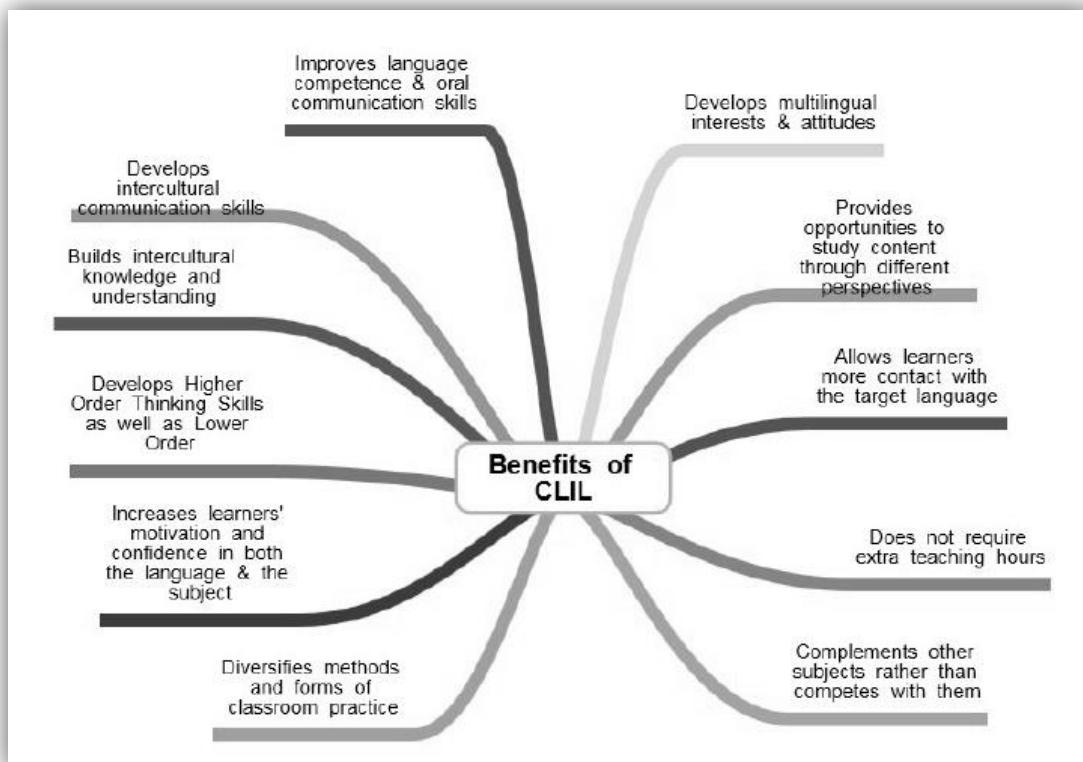 Improves language
competence & oral
communication skills
Develops multilingual
interests & attitudes
Develops
intercultural
communication skills
Provides
opportunities to
study content
through different
perspectives
Builds intercultural
knowledge and
understanding
Allows learners
more contact with
the target language
Develops Higher
Order Thinking Skills
as well as Lower
Order
Benefits of
CLIL
Increases learners'
motivation and
confidence in both
the language & the
subject
Does not require
extra teaching hours
Diversifies methods
and forms of
classroom practice
Complements other
subjects rather than
competes with them